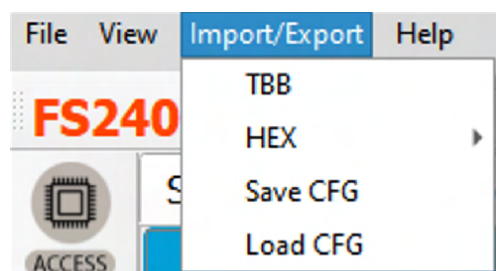 File View Import/Export Help
TBB
FS240
HEX
S
Save CFG
Load CFG
ACCESS